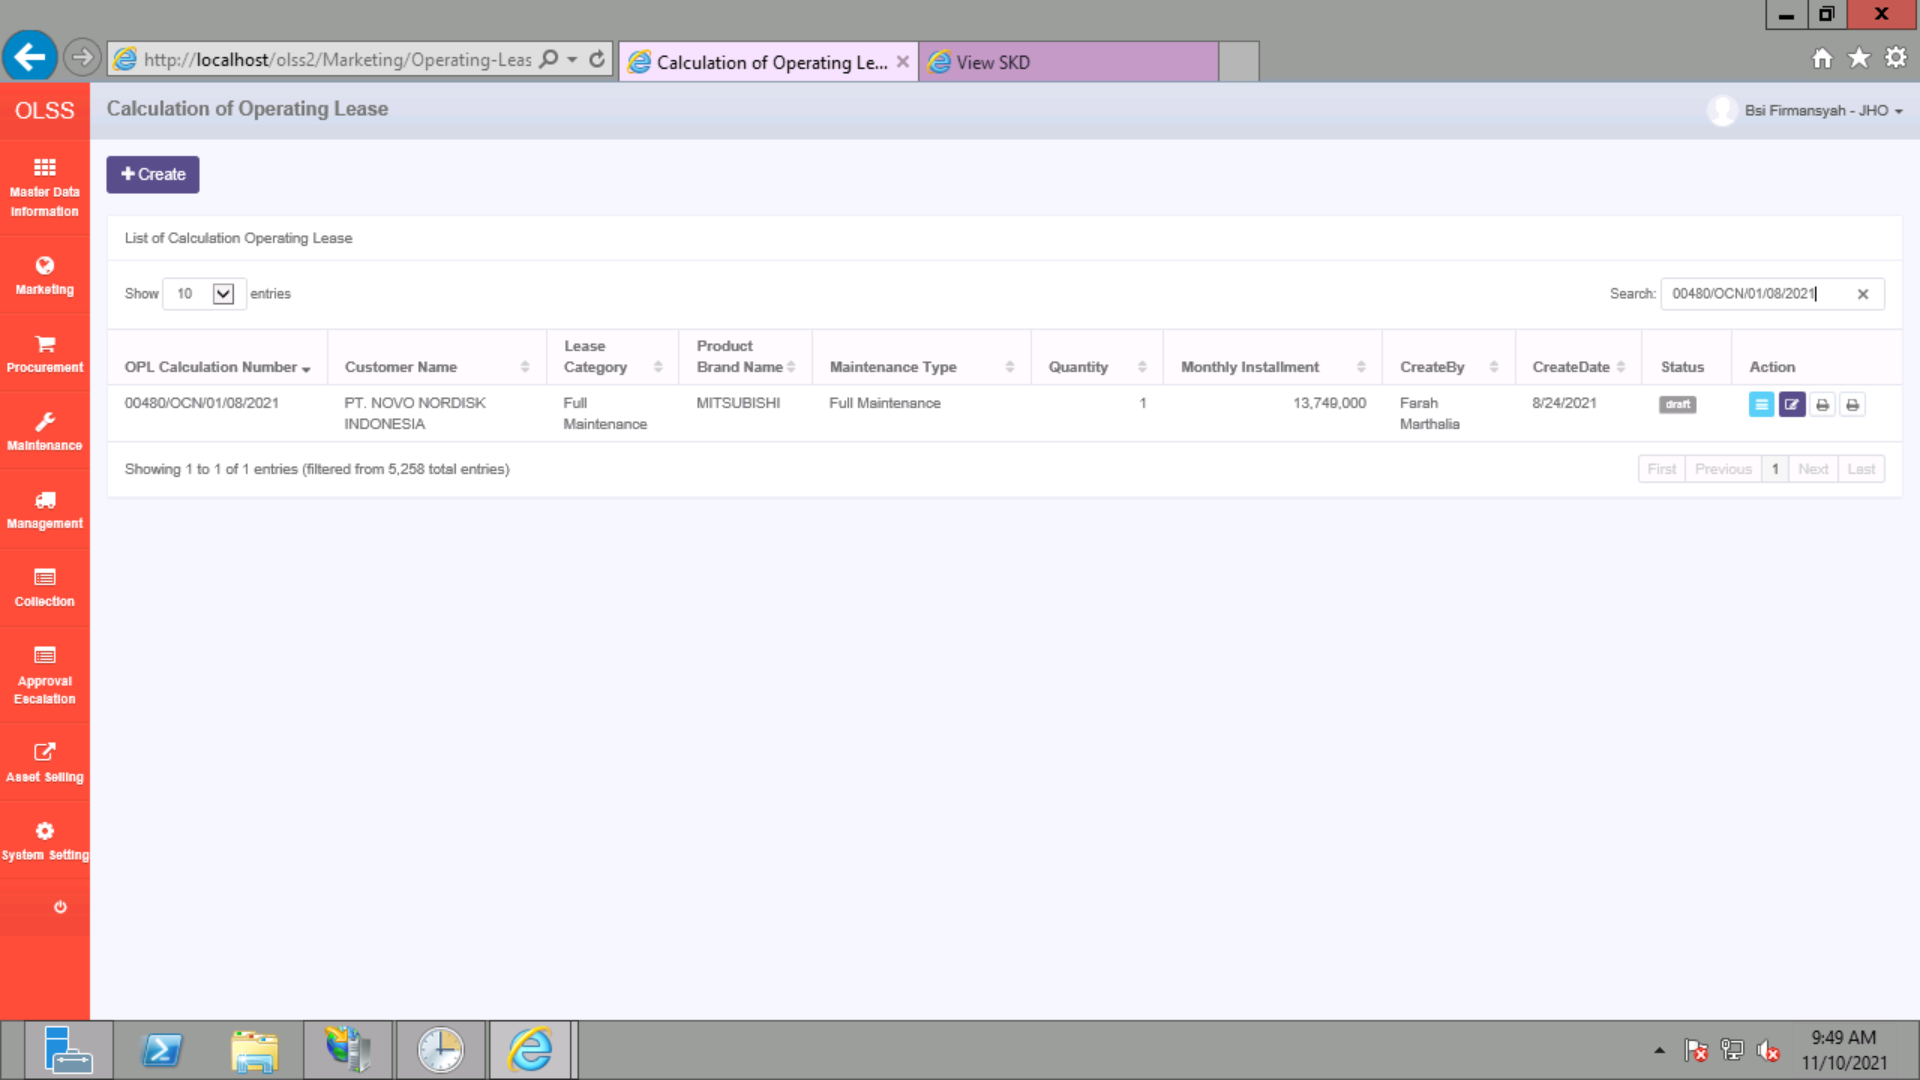 http://localhost/olss2/Marketing/Operating-Leas
Calculation of Operating Le...
View SKD
OLSS
Calculation of Operating Lease
Bsi Firmansyah - JHO
Master Data
Information
Marketing
Procurement
Maintenance
Management
Collection
Approval
Escalation
Asset Selling
System Setting
+ Create
List of Calculation Operating Lease
Show 10 entries
Search: 00480/OCN/01/08/2021
OPL Calculation Number
Customer Name
Lease
Category
Product
Brand Name
Maintenance Type
Quantity
Monthly Installment
CreateBy
CreateDate
Status
Action
00480/OCN/01/08/2021
PT. NOVO NORDISK
INDONESIA
Full
Maintenance
MITSUBISHI
Full Maintenance
1
13,749,000
Farah
Marthalia
8/24/2021
draft
Showing 1 to 1 of 1 entries (filtered from 5,258 total entries)
First Previous 1 Next Last
9:49 AM
11/10/2021